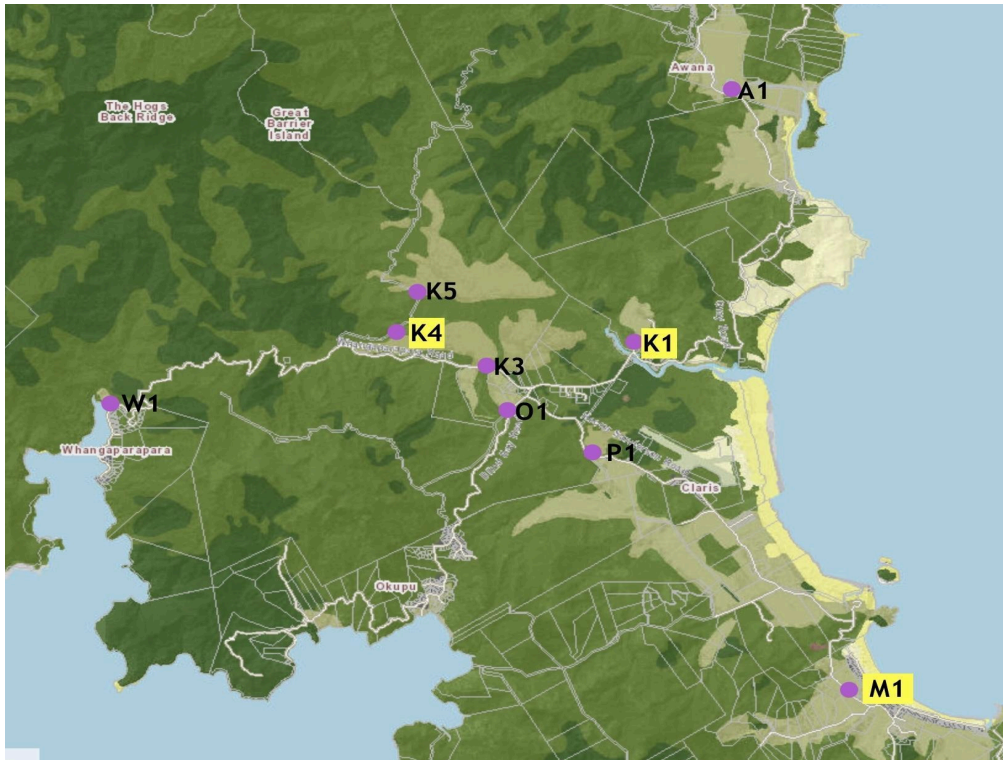 Awana
A1
The Hogs
Back Ridge
Great
Barrier
Island
K5
K4
K1
K3
W1
O1
Whangaparapara
P1
Claris
Okupu
M1